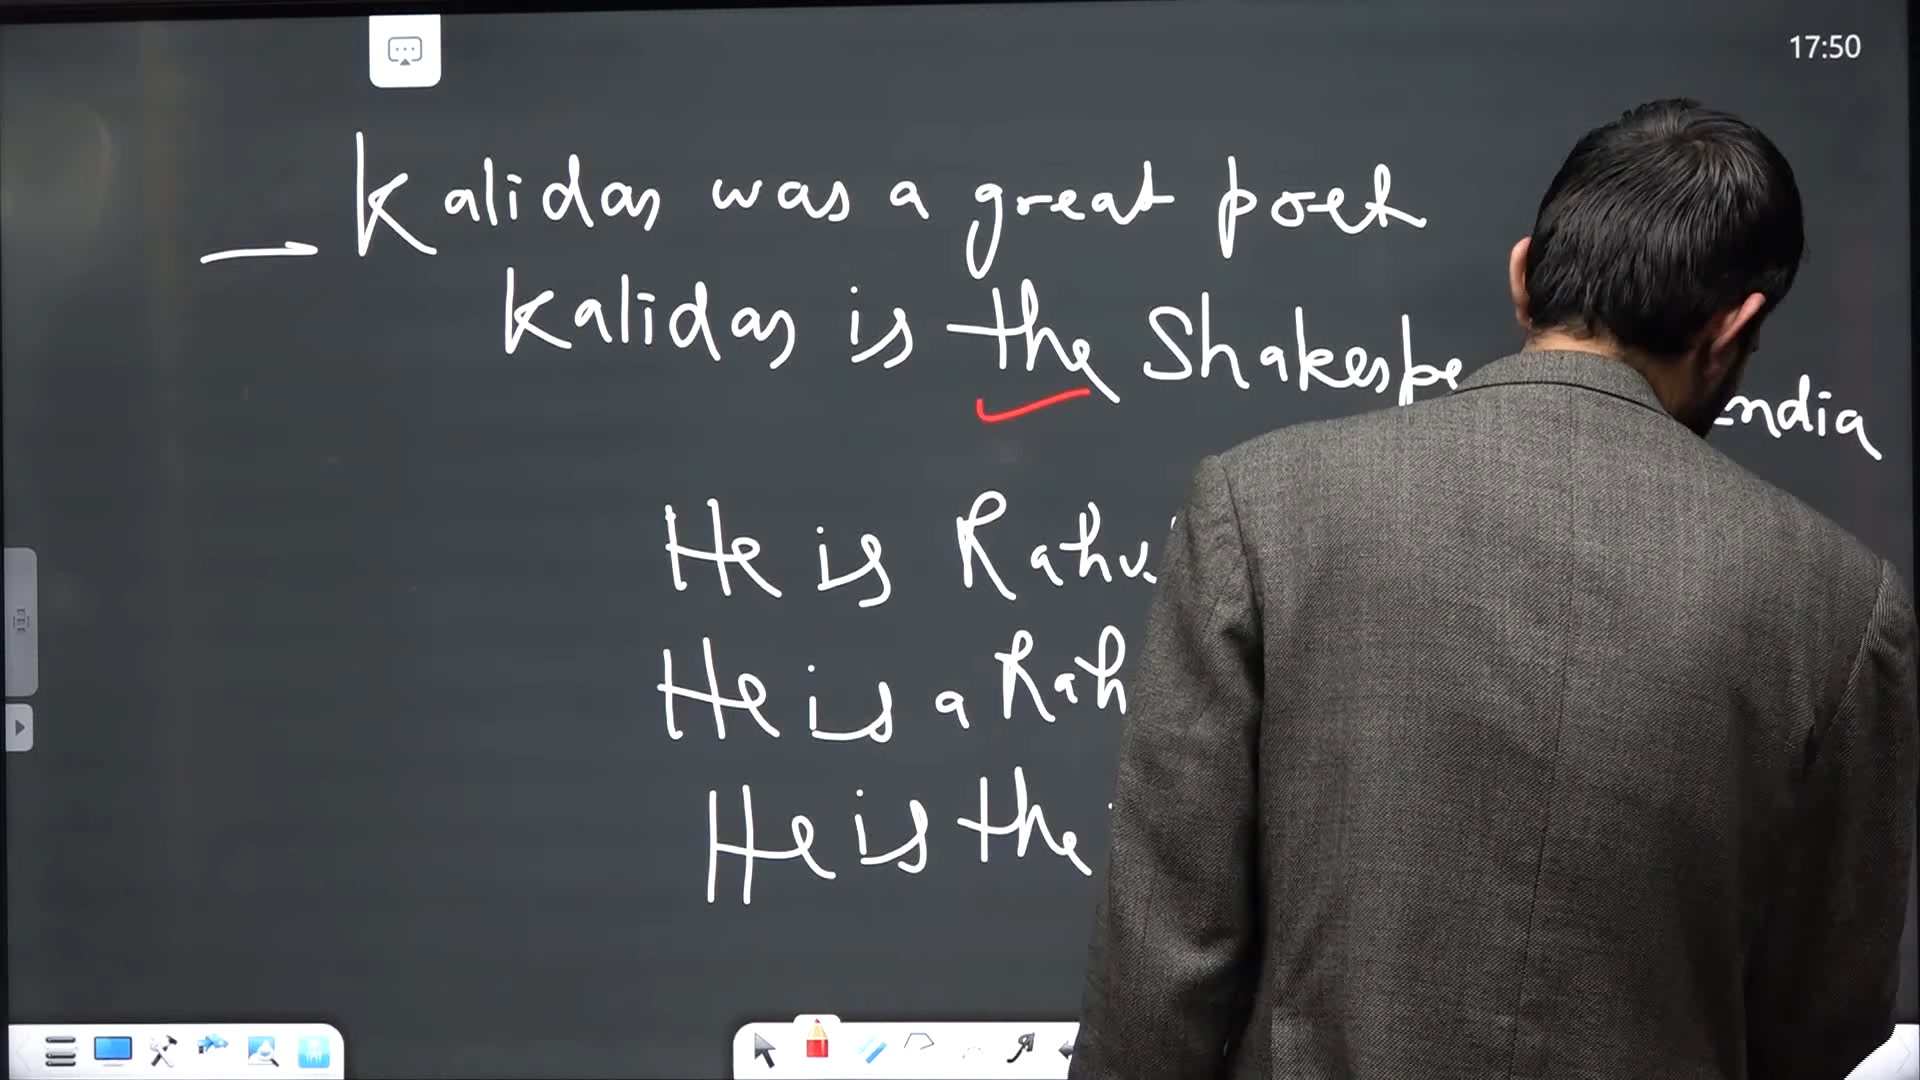 17:50
Kalidas was a great poet
Kalidas is the Shakespe India
He is Rahu
He is a Rah
He is the